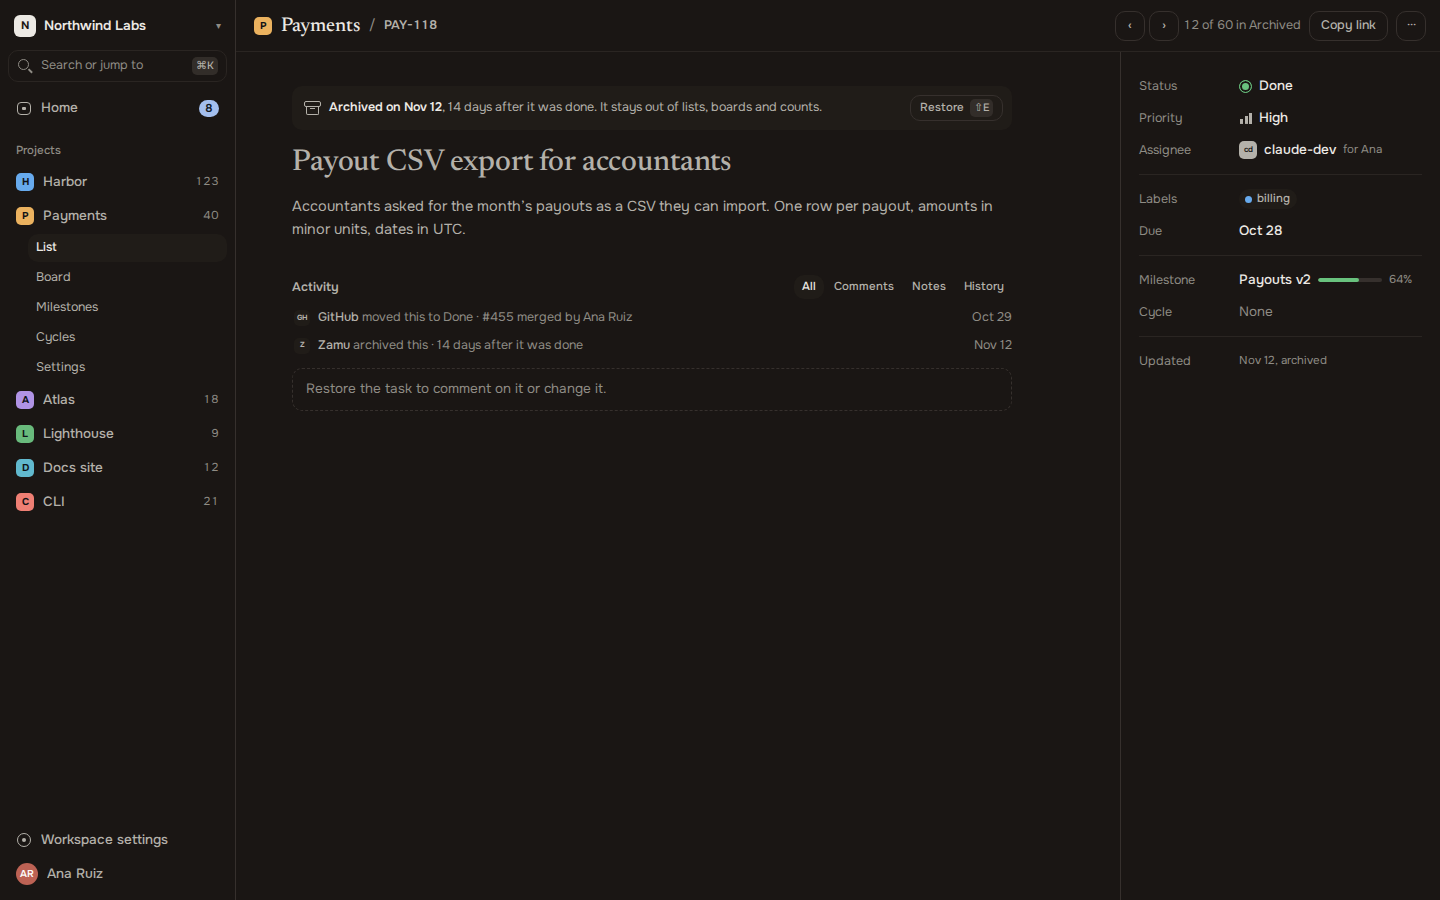 N Northwind Labs ▾
Search or jump to ⌘K
Home 8
Projects
H Harbor 123
P Payments 40
List
Board
Milestones
Cycles
Settings
A Atlas 18
L Lighthouse 9
D Docs site 12
C CLI 21
Workspace settings
AR Ana Ruiz
P Payments / PAY-118
‹ › 12 of 60 in Archived Copy link ···
Archived on Nov 12, 14 days after it was done. It stays out of lists, boards and counts. Restore ⇧E
Payout CSV export for accountants
Accountants asked for the month’s payouts as a CSV they can import. One row per payout, amounts in
minor units, dates in UTC.
Activity All Comments Notes History
GH GitHub moved this to Done · #455 merged by Ana Ruiz Oct 29
Z Zamu archived this · 14 days after it was done Nov 12
Restore the task to comment on it or change it.
Status Done
Priority High
Assignee cd claude-dev for Ana
Labels billing
Due Oct 28
Milestone Payouts v2 64%
Cycle None
Updated Nov 12, archived